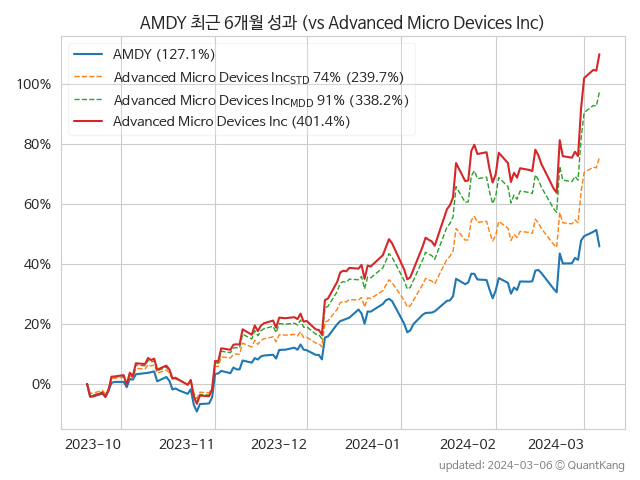 AMDY 최근 6개월 성과 (vs Advanced Micro Devices Inc)
AMDY (127.1%)
Advanced Micro Devices Inc_STD 74% (239.7%)
Advanced Micro Devices Inc_MDD 91% (338.2%)
Advanced Micro Devices Inc (401.4%)
100%
80%
60%
40%
20%
0%
2023-10 2023-11 2023-12 2024-01 2024-02 2024-03
updated: 2024-03-06 © QuantKang